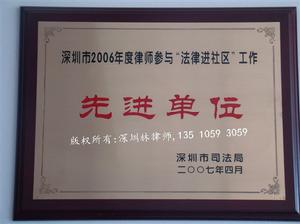 深圳市2006年度律师参与“法律进社区”工作
先进单位
版权所有:深圳林律师,135 1059 3059
深圳市司法局
二〇〇七年四月